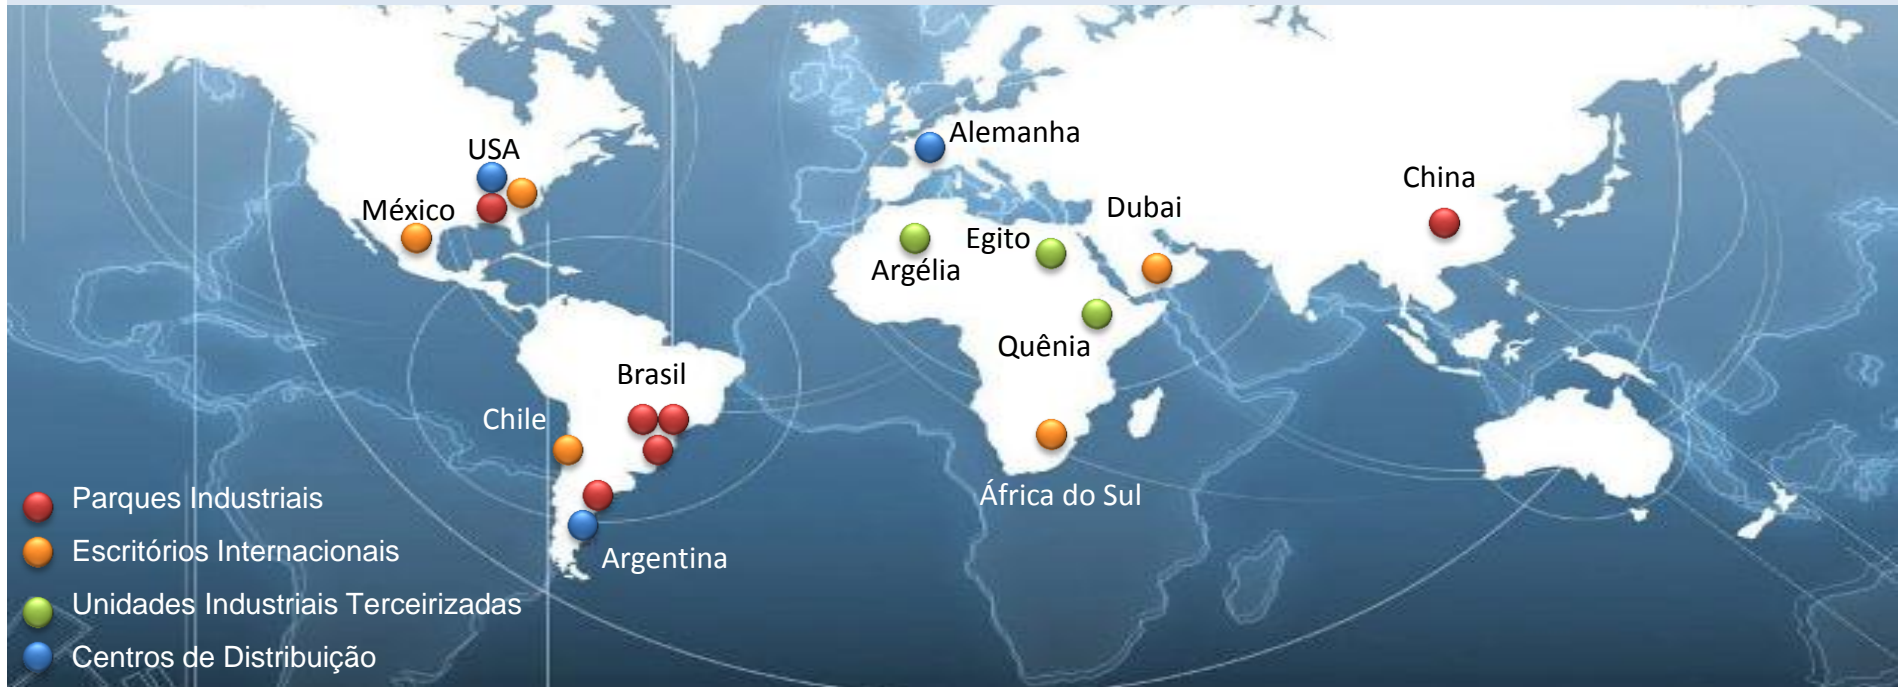 USA
Alemanha
China
México
Dubai
Egito
Argélia
Quênia
Brasil
Chile
África do Sul
Argentina
Parques Industriais
Escritórios Internacionais
Unidades Industriais Terceirizadas
Centros de Distribuição